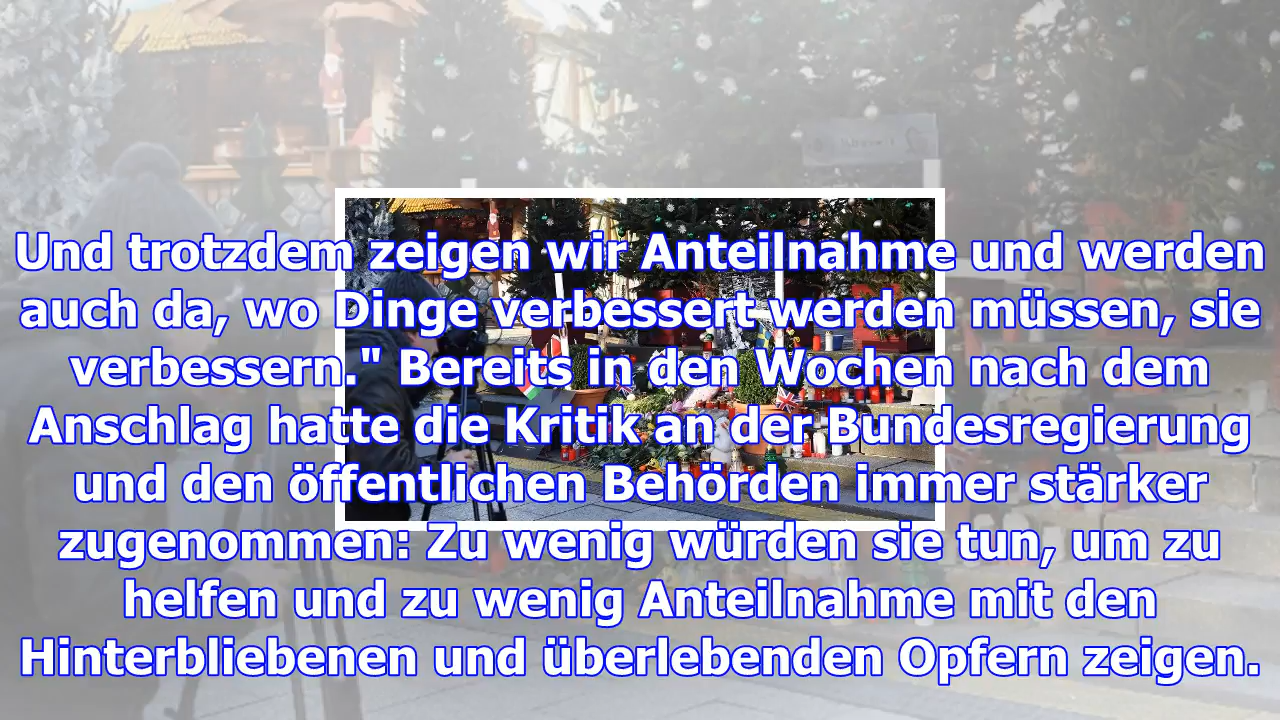 Und trotzdem zeigen wir Anteilnahme und werden
auch da, wo Dinge verbessert werden müssen, sie
verbessern." Bereits in den Wochen nach dem
Anschlag hatte die Kritik an der Bundesregierung
und den öffentlichen Behörden immer stärker
zugenommen: Zu wenig würden sie tun, um zu
helfen und zu wenig Anteilnahme mit den
Hinterbliebenen und überlebenden Opfern zeigen.